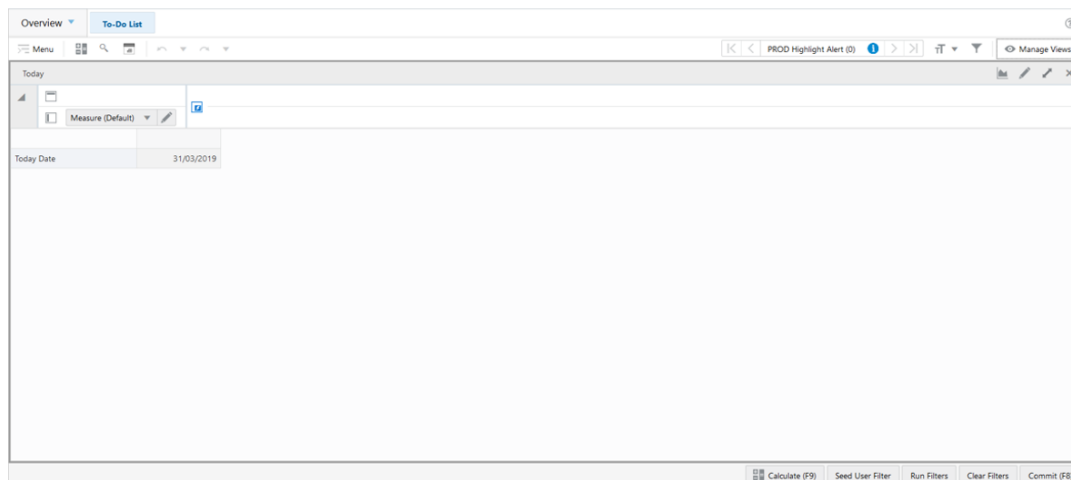 Overview To-Do List
Menu PROD Highlight Alert (0) 1 Manage Views
Today
Measure (Default)
Today Date 31/03/2019
Calculate (F9) Seed User Filter Run Filters Clear Filters Commit (F8